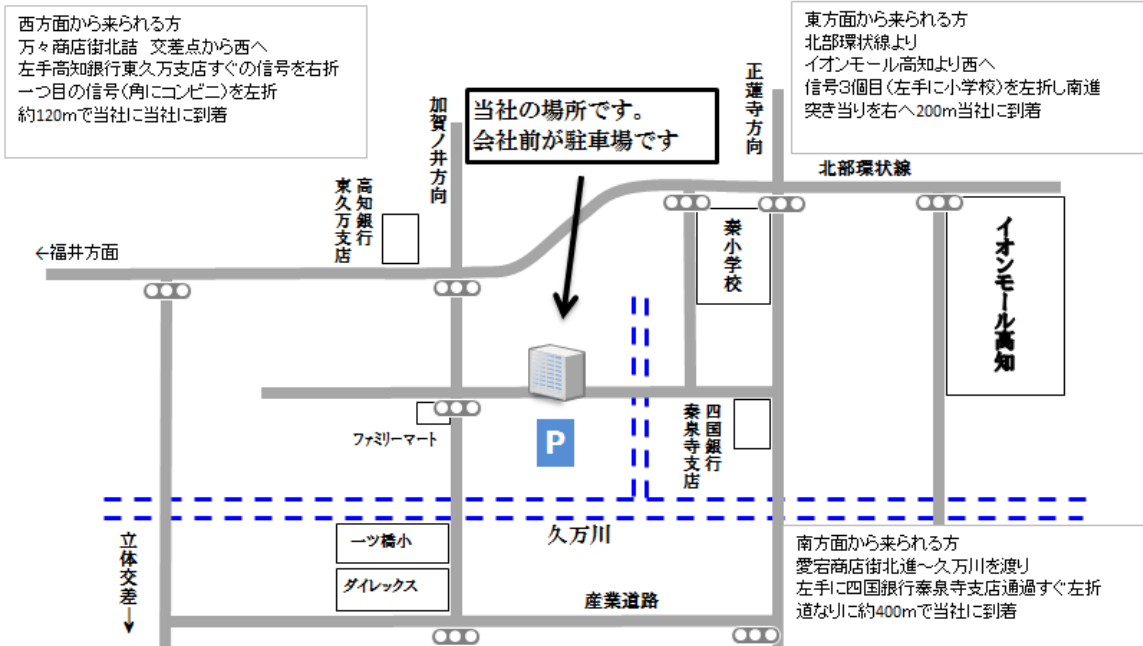 西方面から来られる方
万々商店街北詰　交差点から西へ
左手高知銀行東久万支店すぐの信号を右折
一つ目の信号(角にコンビニ)を左折
約120mで当社に当社に到着
東方面から来られる方
北部環状線より
イオンモール高知より西へ
信号3個目(左手に小学校)を左折し南進
突き当りを右へ200m当社に到着
加賀ノ井方向
当社の場所です。
会社前が駐車場です
正蓮寺方向
北部環状線
高知銀行
東久万支店
←福井方面
秦小学校
イオンモール高知
ファミリーマート
P
四国銀行
秦泉寺支店
久万川
立体交差→
一ツ橋小
ダイレックス
産業道路
南方面から来られる方
愛宕商店街北進～久万川を渡り
左手に四国銀行秦泉寺支店通過すぐ左折
道なりに約400mで当社に到着